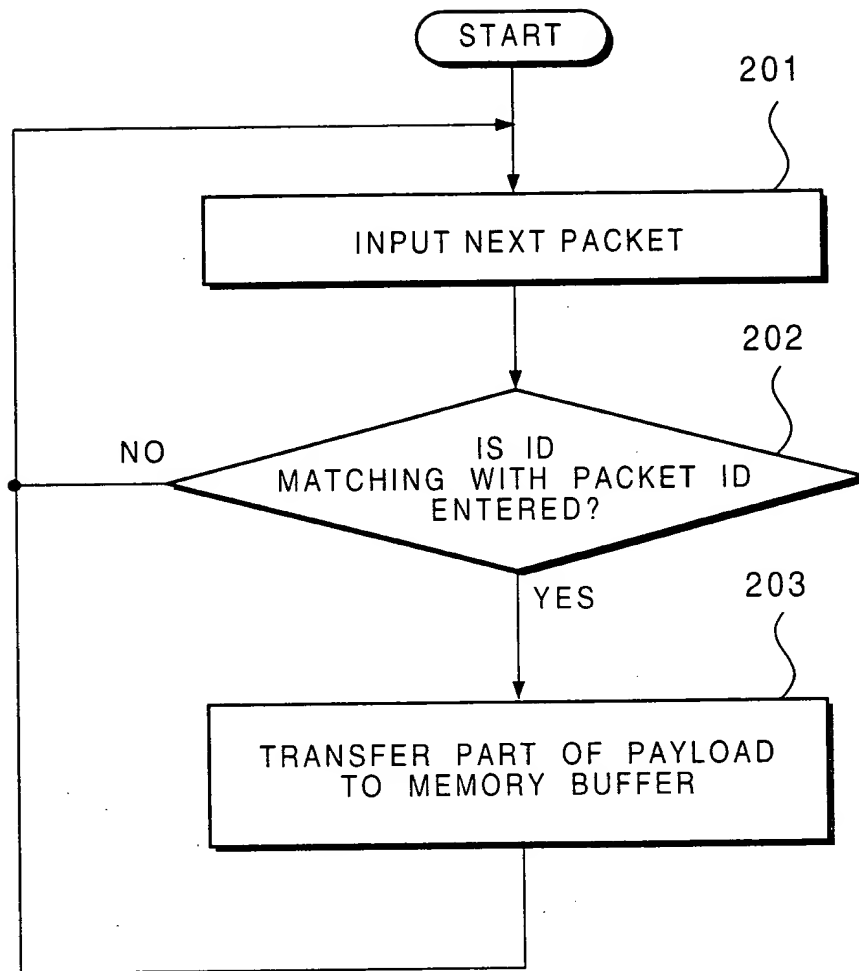 START
201
INPUT NEXT PACKET
202
NO
IS ID
MATCHING WITH PACKET ID
ENTERED?
YES
203
TRANSFER PART OF PAYLOAD
TO MEMORY BUFFER